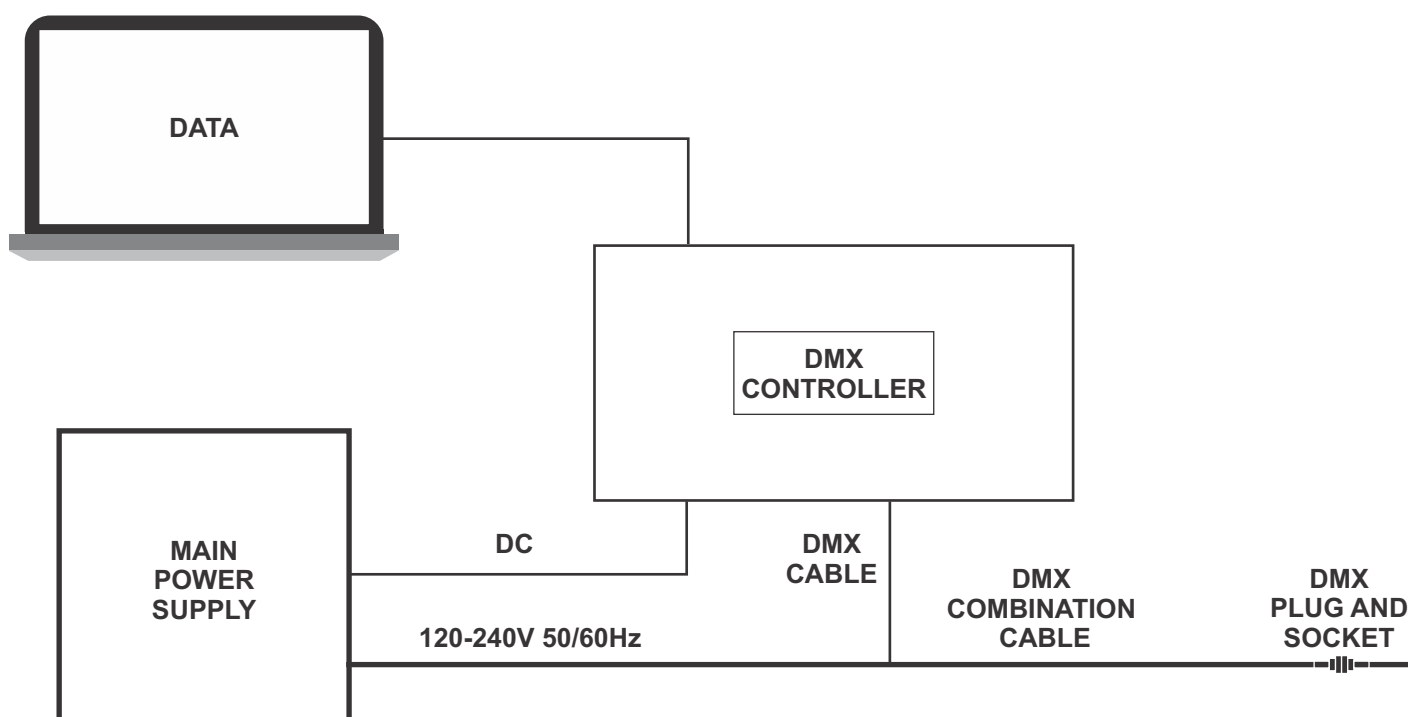 DATA
DMX
CONTROLLER
MAIN
POWER
SUPPLY
DC
DMX
CABLE
120-240V 50/60Hz
DMX
COMBINATION
CABLE
DMX
PLUG AND
SOCKET